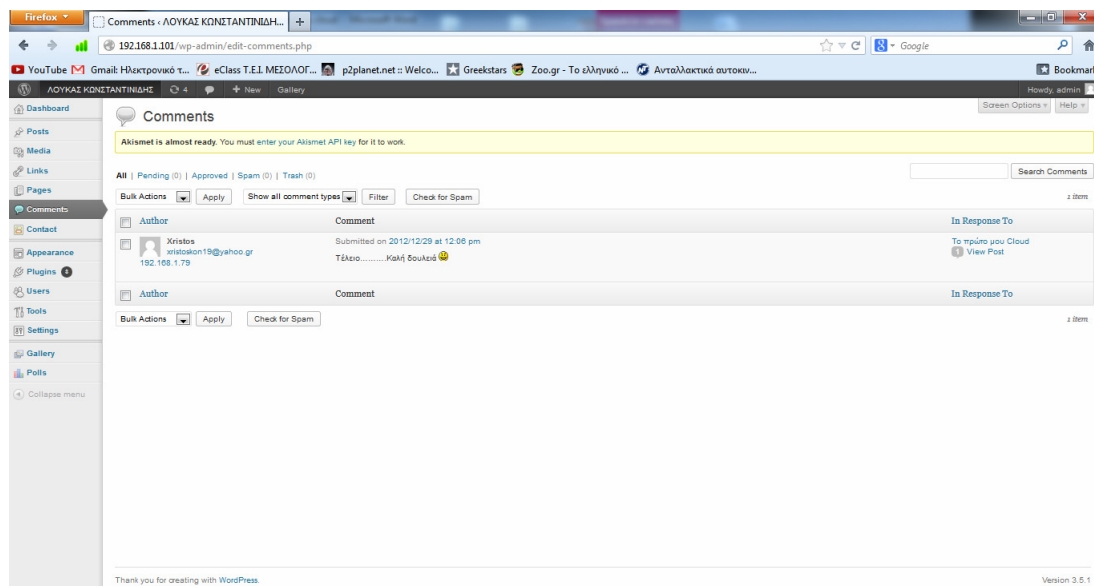 Firefox
Comments ‹ ΛΟΥΚΑΣ ΚΩΝΣΤΑΝΤΙΝΙΔΗ...
192.168.1.101/wp-admin/edit-comments.php
Google
YouTube Gmail: Ηλεκτρονικό τ... eClass Τ.Ε.Ι. ΜΕΣΟΛΟΓ... p2planet.net :: Welco... Greekstars Zoo.gr - Το ελληνικό ... Ανταλλακτικά αυτοκιν... Bookmar
ΛΟΥΚΑΣ ΚΩΝΣΤΑΝΤΙΝΙΔΗΣ 4 + New Gallery Howdy, admin
Screen Options Help
Dashboard
Posts
Media
Links
Pages
Comments
Contact
Appearance
Plugins
Users
Tools
Settings
Gallery
Polls
Collapse menu
Comments
Akismet is almost ready. You must enter your Akismet API key for it to work.
All | Pending (0) | Approved | Spam (0) | Trash (0)
Search Comments
Bulk Actions Apply Show all comment types Filter Check for Spam 1 item
Author Comment In Response To
Xristos
xristoskon19@yahoo.gr
192.168.1.79
Submitted on 2012/12/29 at 12:06 pm
Τέλειο..........Καλή δουλειά
Το πρώτο μου Cloud
1 View Post
Author Comment In Response To
Bulk Actions Apply Check for Spam 1 item
Thank you for creating with WordPress. Version 3.5.1